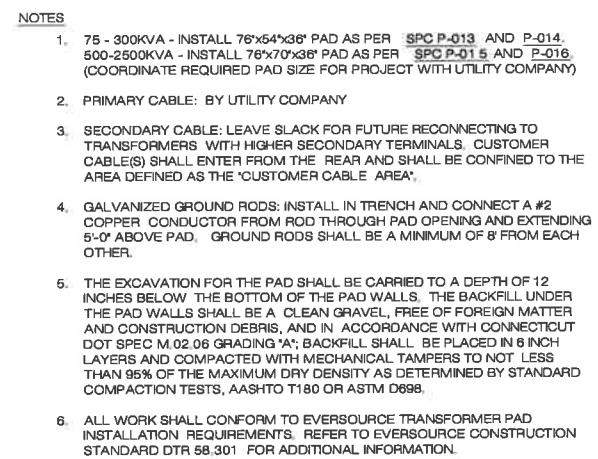 NOTES
1. 75 - 300KVA - INSTALL 76"x54"x36" PAD AS PER SPC P-013 AND P-014.
500-2500KVA - INSTALL 76"x70"x36" PAD AS PER SPC P-01 5 AND P-016.
(COORDINATE REQUIRED PAD SIZE FOR PROJECT WITH UTILITY COMPANY)
2. PRIMARY CABLE: BY UTILITY COMPANY
3. SECONDARY CABLE: LEAVE SLACK FOR FUTURE RECONNECTING TO
TRANSFORMERS WITH HIGHER SECONDARY TERMINALS. CUSTOMER
CABLE(S) SHALL ENTER FROM THE REAR AND SHALL BE CONFINED TO THE
AREA DEFINED AS THE "CUSTOMER CABLE AREA".
4. GALVANIZED GROUND RODS: INSTALL IN TRENCH AND CONNECT A #2
COPPER CONDUCTOR FROM ROD THROUGH PAD OPENING AND EXTENDING
5'-0" ABOVE PAD. GROUND RODS SHALL BE A MINIMUM OF 8' FROM EACH
OTHER.
5. THE EXCAVATION FOR THE PAD SHALL BE CARRIED TO A DEPTH OF 12
INCHES BELOW THE BOTTOM OF THE PAD WALLS. THE BACKFILL UNDER
THE PAD WALLS SHALL BE A CLEAN GRAVEL, FREE OF FOREIGN MATTER
AND CONSTRUCTION DEBRIS, AND IN ACCORDANCE WITH CONNECTICUT
DOT SPEC M.02.06 GRADING "A"; BACKFILL SHALL BE PLACED IN 6 INCH
LAYERS AND COMPACTED WITH MECHANICAL TAMPERS TO NOT LESS
THAN 95% OF THE MAXIMUM DRY DENSITY AS DETERMINED BY STANDARD
COMPACTION TESTS, AASHTO T180 OR ASTM D698.
6. ALL WORK SHALL CONFORM TO EVERSOURCE TRANSFORMER PAD
INSTALLATION REQUIREMENTS. REFER TO EVERSOURCE CONSTRUCTION
STANDARD DTR 58.301 FOR ADDITIONAL INFORMATION.